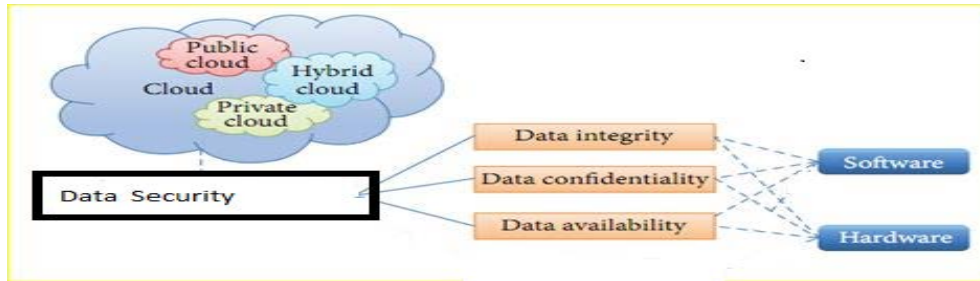 Public
cloud
Hybrid
cloud
Cloud
Private
cloud
Data Security
Data integrity
Data confidentiality
Data availability
Software
Hardware